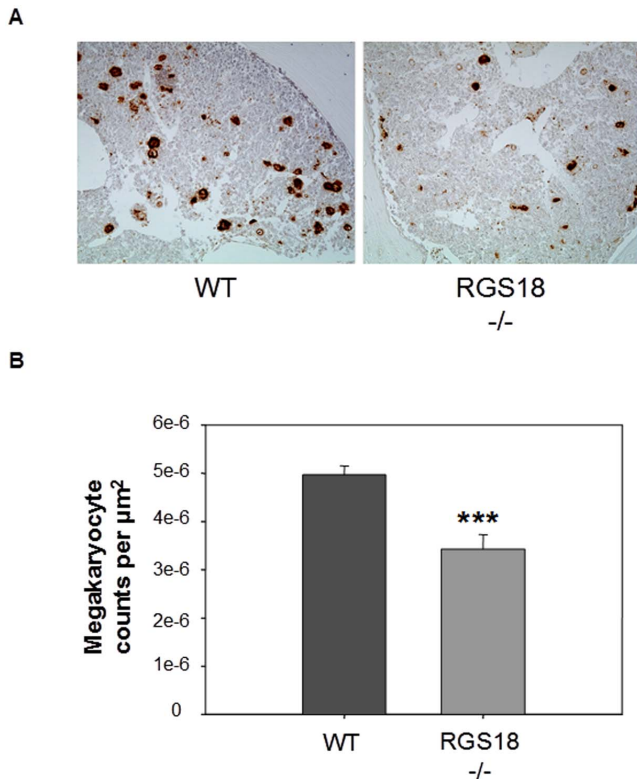 A
WT
RGS18
-/-
B
Megakaryocyte
counts per µm²
6e-6
5e-6
4e-6
3e-6
2e-6
1e-6
0
***
WT
RGS18
-/-